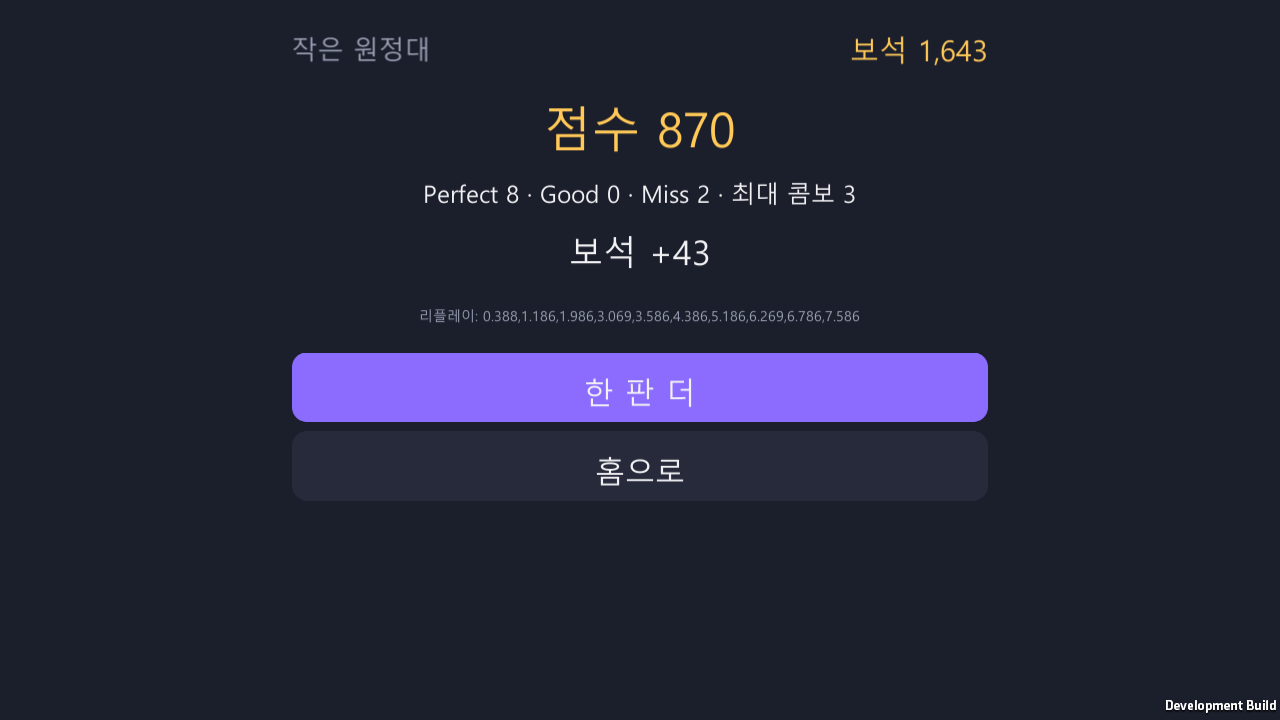 작은 원정대
보석 1,643
점수 870
Perfect 8 · Good 0 · Miss 2 · 최대 콤보 3
보석 +43
리플레이: 0.388,1.186,1.986,3.069,3.586,4.386,5.186,6.269,6.786,7.586
한 판 더
홈으로
Development Build